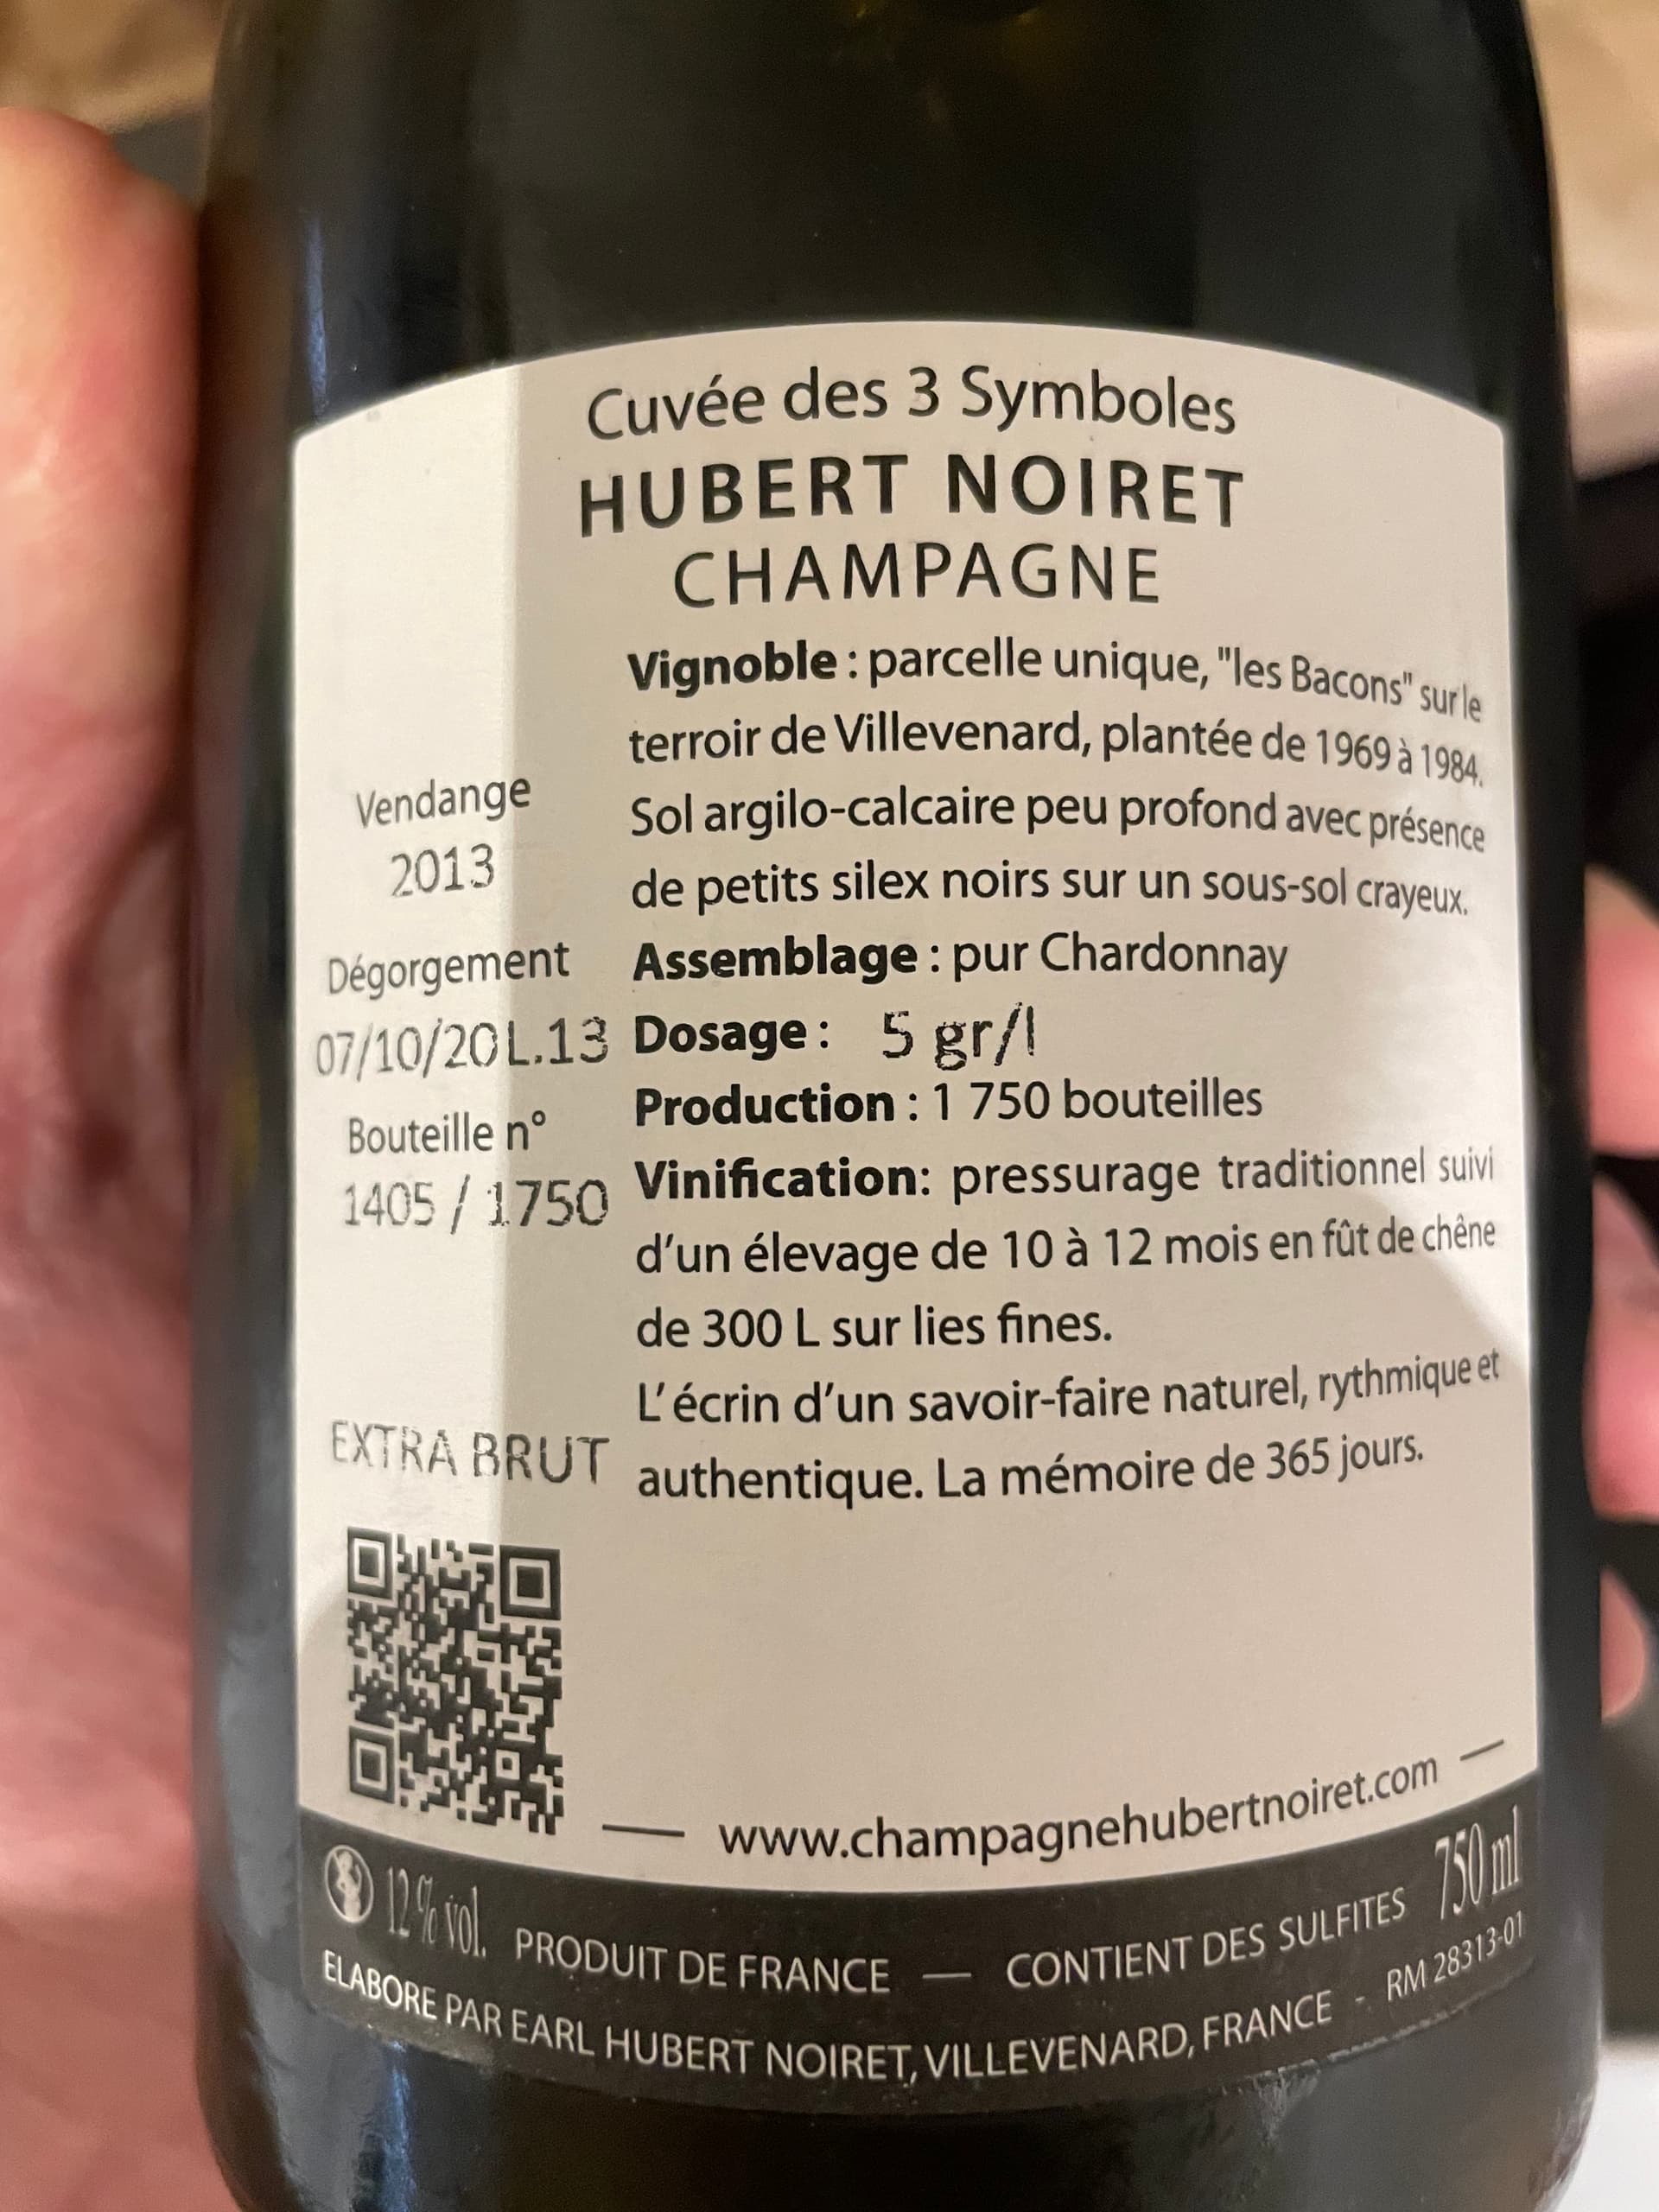 Cuvée des 3 Symboles
HUBERT NOIRET
CHAMPAGNE
Vignoble : parcelle unique, "les Bacons" sur le
terroir de Villevenard, plantée de 1969 à 1984.
Sol argilo-calcaire peu profond avec présence
de petits silex noirs sur un sous-sol crayeux.
Assemblage : pur Chardonnay
Dosage : 5 gr/l
Production : 1 750 bouteilles
Vinification: pressurage traditionnel suivi
d'un élevage de 10 à 12 mois en fût de chêne
de 300 L sur lies fines.
L'écrin d'un savoir-faire naturel, rythmique et
authentique. La mémoire de 365 jours.
Vendange
2013
Dégorgement
07/10/20 L.13
Bouteille n°
1405 / 1750
EXTRA BRUT
www.champagnehubertnoiret.com
12 % vol. PRODUIT DE FRANCE — CONTIENT DES SULFITES 750 ml
ELABORE PAR EARL HUBERT NOIRET, VILLEVENARD, FRANCE - RM 28313-01